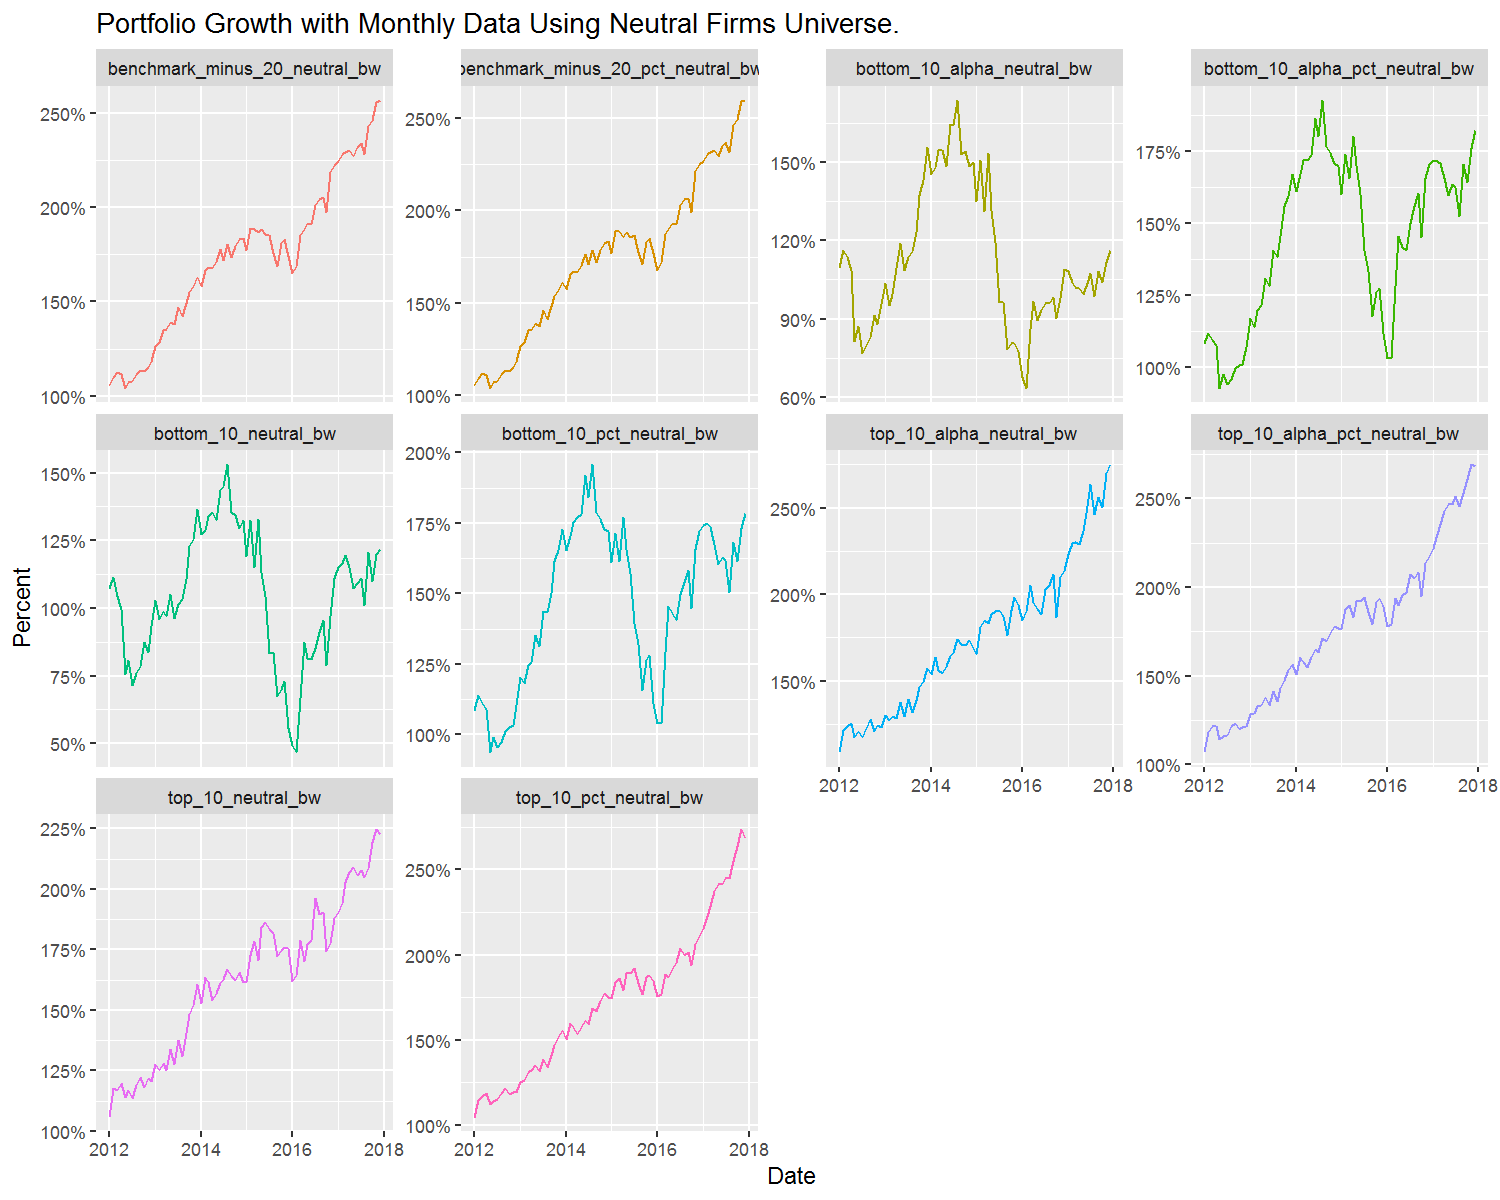 Portfolio Growth with Monthly Data Using Neutral Firms Universe.
benchmark_minus_20_neutral_bw
benchmark_minus_20_pct_neutral_bw
bottom_10_alpha_neutral_bw
bottom_10_alpha_pct_neutral_bw
250%
200%
150%
100%
250%
200%
150%
100%
150%
120%
90%
60%
175%
150%
125%
100%
bottom_10_neutral_bw
bottom_10_pct_neutral_bw
top_10_alpha_neutral_bw
top_10_alpha_pct_neutral_bw
150%
125%
100%
75%
50%
200%
175%
150%
125%
100%
250%
200%
150%
250%
200%
150%
100%
2012 2014 2016 2018
2012 2014 2016 2018
top_10_neutral_bw
top_10_pct_neutral_bw
225%
200%
175%
150%
125%
100%
250%
200%
150%
100%
2012 2014 2016 2018
2012 2014 2016 2018
Percent
Date